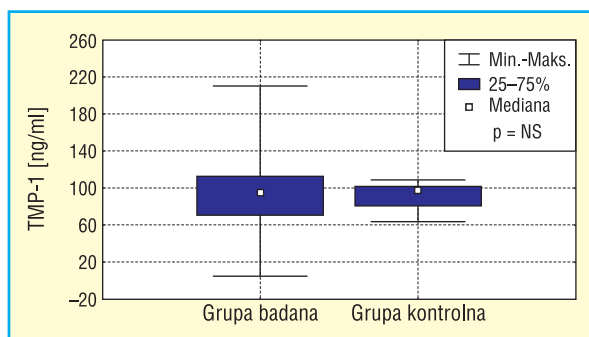 TMP-1 [ng/ml]
260
220
180
140
100
60
20
–20
Min.-Maks.
25–75%
Mediana
p = NS
Grupa badana
Grupa kontrolna